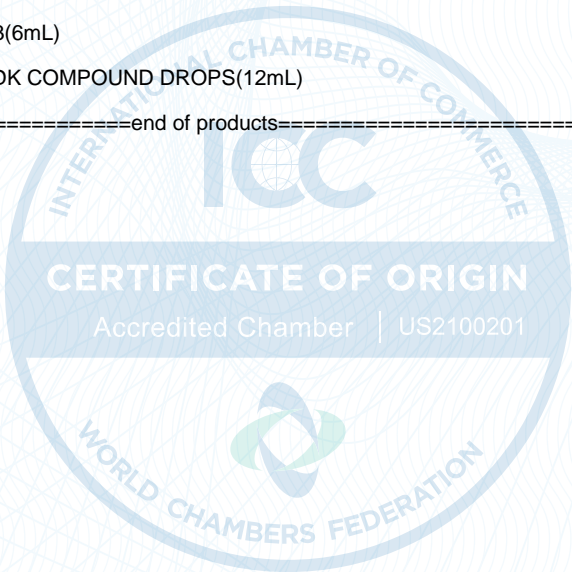 3(6mL)
DK COMPOUND DROPS(12mL)
===========end of products=========================
INTERNATIONAL CHAMBER OF COMMERCE
ICC
CERTIFICATE OF ORIGIN
Accredited Chamber | US2100201
WORLD CHAMBERS FEDERATION